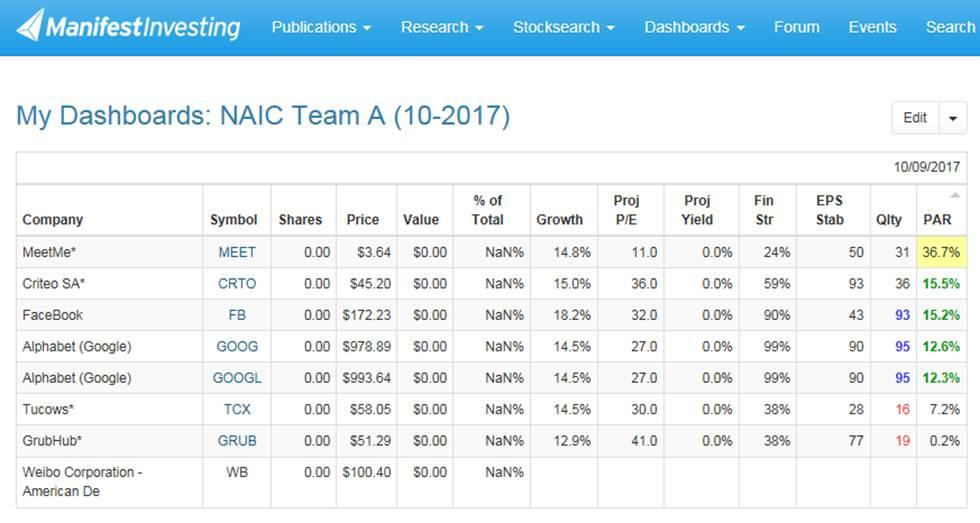 ManifestInvesting Publications Research Stocksearch Dashboards Forum Events Search
My Dashboards: NAIC Team A (10-2017)
Edit
10/09/2017
Company Symbol Shares Price Value % of Total Growth Proj P/E Proj Yield Fin Str EPS Stab Qlty PAR
MeetMe* MEET 0.00 $3.64 $0.00 NaN% 14.8% 11.0 0.0% 24% 50 31 36.7%
Criteo SA* CRTO 0.00 $45.20 $0.00 NaN% 15.0% 36.0 0.0% 59% 93 36 15.5%
FaceBook FB 0.00 $172.23 $0.00 NaN% 18.2% 32.0 0.0% 90% 43 93 15.2%
Alphabet (Google) GOOG 0.00 $978.89 $0.00 NaN% 14.5% 27.0 0.0% 99% 90 95 12.6%
Alphabet (Google) GOOGL 0.00 $993.64 $0.00 NaN% 14.5% 27.0 0.0% 99% 90 95 12.3%
Tucows* TCX 0.00 $58.05 $0.00 NaN% 14.5% 30.0 0.0% 38% 28 16 7.2%
GrubHub* GRUB 0.00 $51.29 $0.00 NaN% 12.9% 41.0 0.0% 38% 77 19 0.2%
Weibo Corporation - WB 0.00 $100.40 $0.00 NaN%
American De